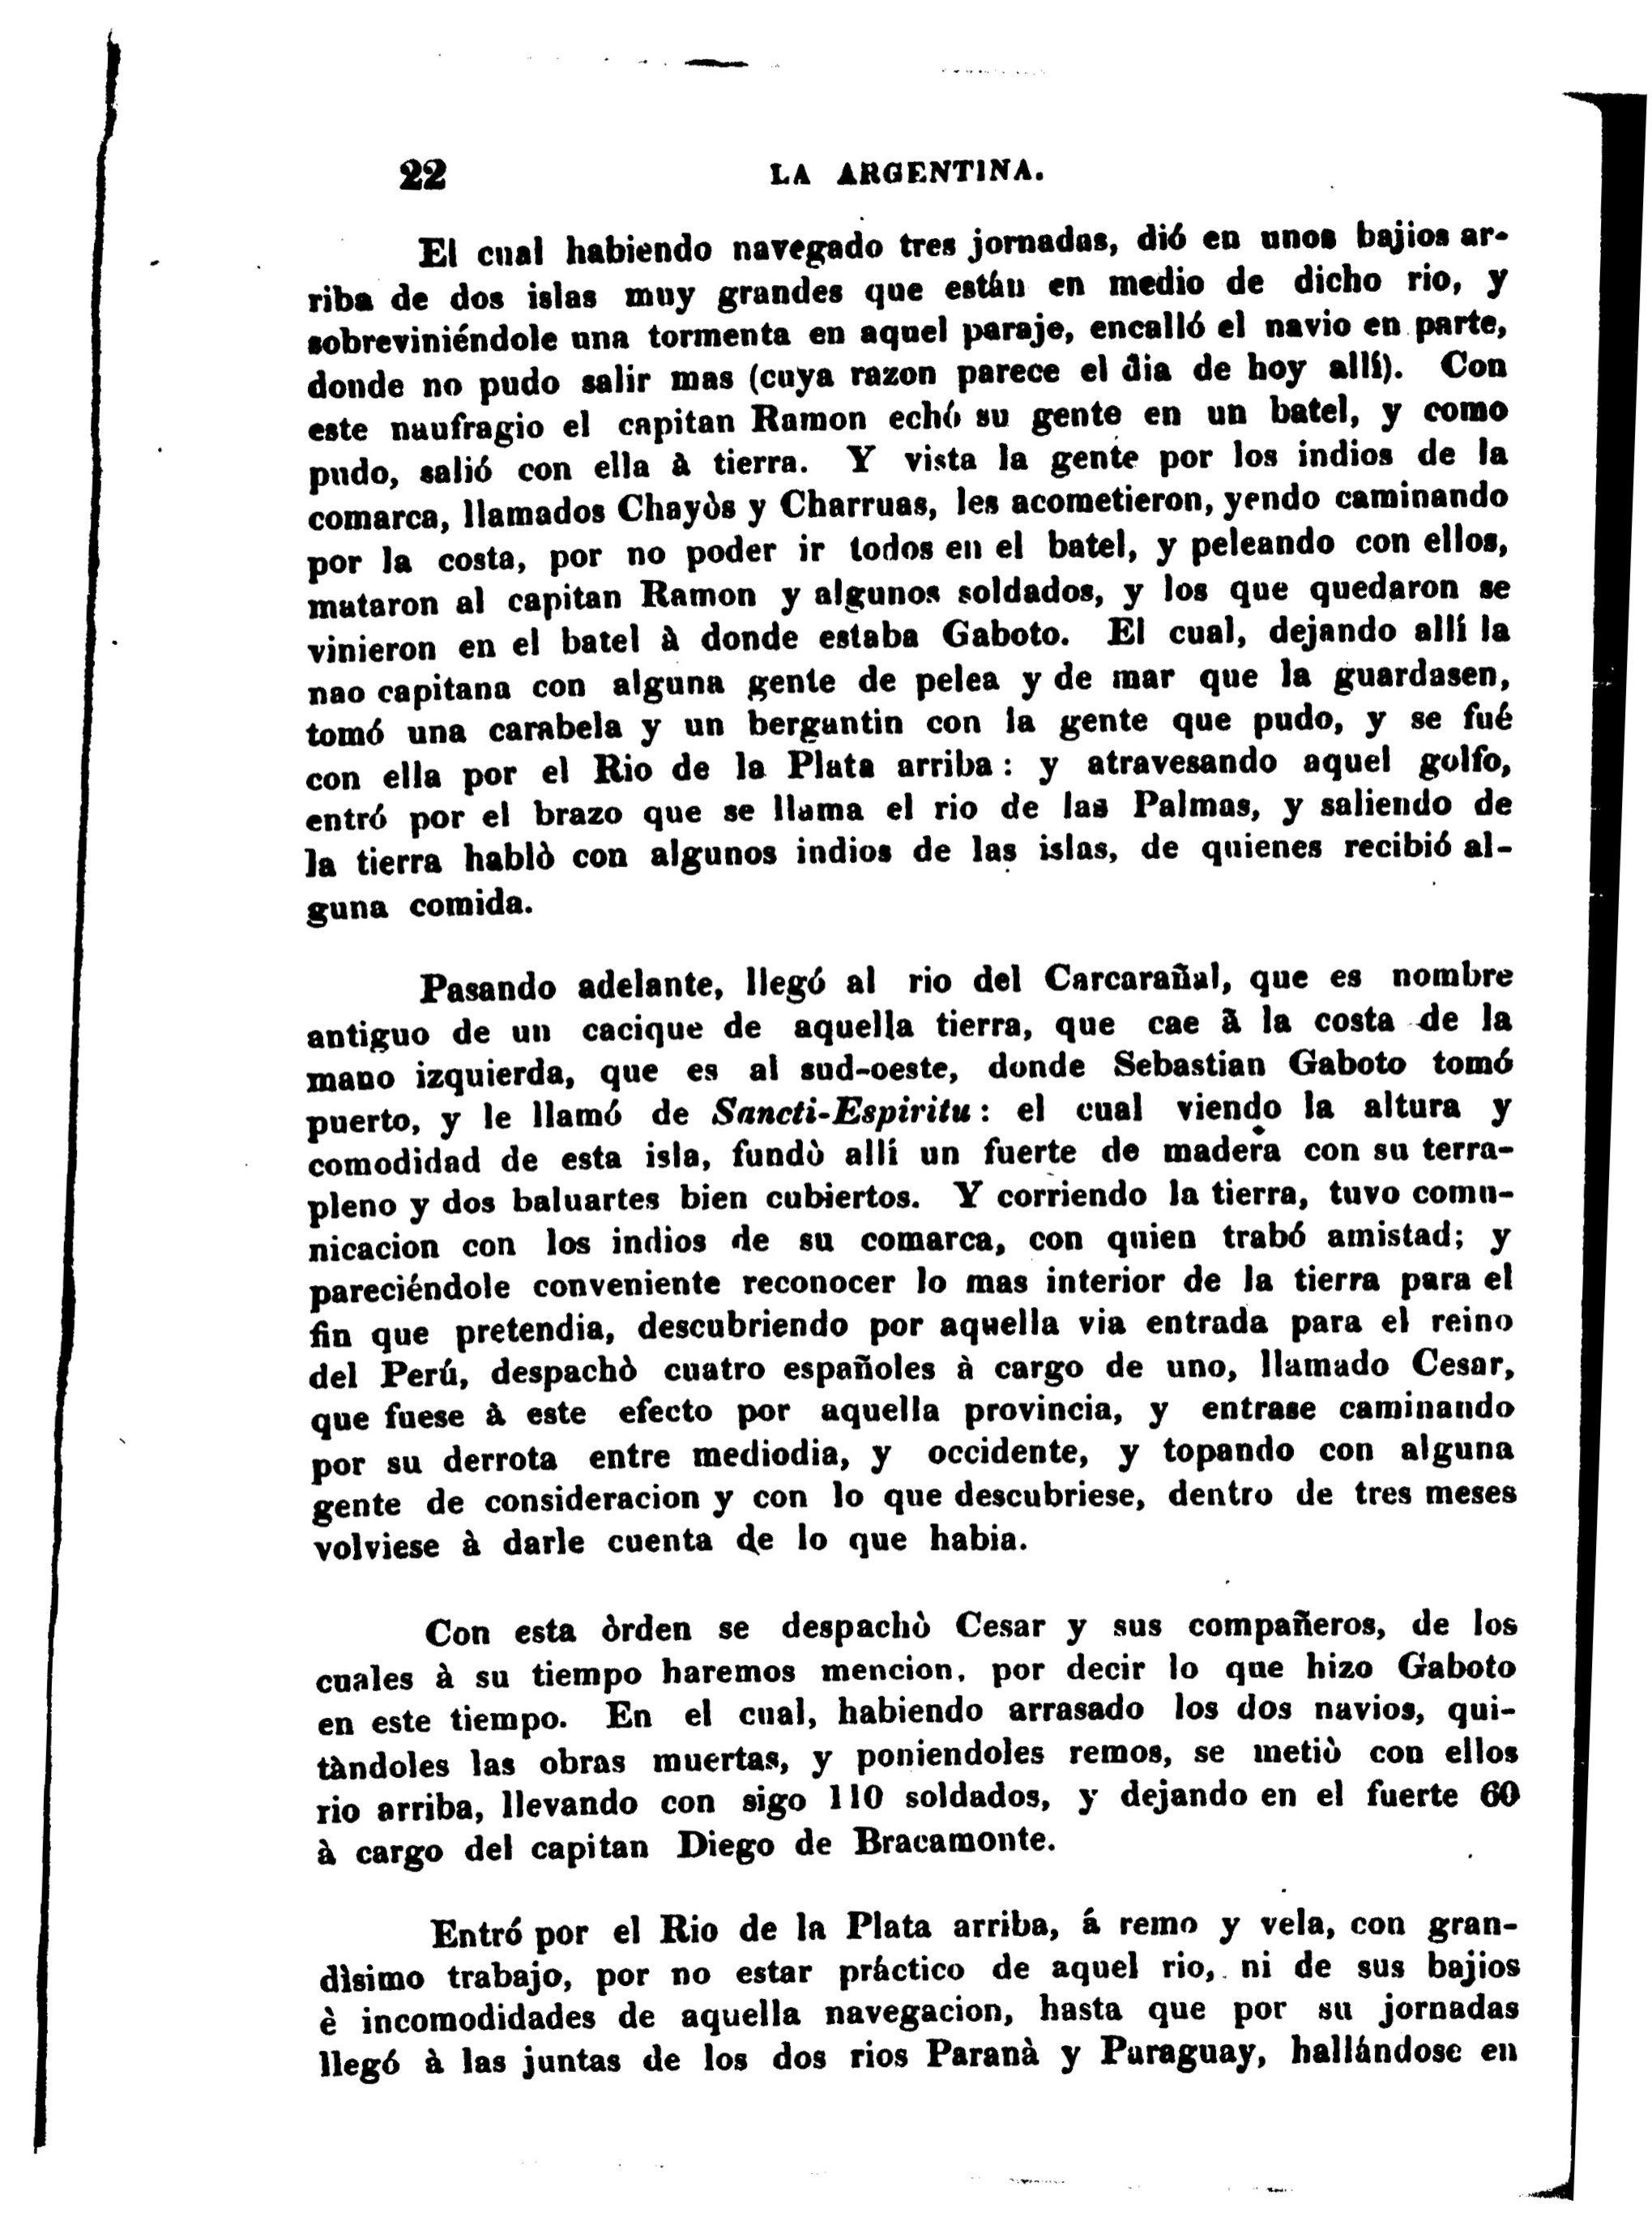 22 LA ARGENTINA.
El cual habiendo navegado tres jornadas, dió en unos bajios ar-
riba de dos islas muy grandes que están en medio de dicho rio, y
sobreviniéndole una tormenta en aquel paraje, encalló el navio en parte,
donde no pudo salir mas (cuya razon parece el dia de hoy allí). Con
este naufragio el capitan Ramon echó su gente en un batel, y como
pudo, salió con ella à tierra. Y vista la gente por los indios de la
comarca, llamados Chayòs y Charruas, les acometieron, yendo caminando
por la costa, por no poder ir todos en el batel, y peleando con ellos,
mataron al capitan Ramon y algunos soldados, y los que quedaron se
vinieron en el batel à donde estaba Gaboto. El cual, dejando allí la
nao capitana con alguna gente de pelea y de mar que la guardasen,
tomó una carabela y un bergantin con la gente que pudo, y se fué
con ella por el Rio de la Plata arriba: y atravesando aquel golfo,
entró por el brazo que se llama el rio de las Palmas, y saliendo de
la tierra hablò con algunos indios de las islas, de quienes recibió al-
guna comida.
Pasando adelante, llegó al rio del Carcarañal, que es nombre
antiguo de un cacique de aquella tierra, que cae à la costa de la
mano izquierda, que es al sud-oeste, donde Sebastian Gaboto tomó
puerto, y le llamó de Sancti-Espiritu: el cual viendo la altura y
comodidad de esta isla, fundò allí un fuerte de madera con su terra-
pleno y dos baluartes bien cubiertos. Y corriendo la tierra, tuvo comu-
nicacion con los indios de su comarca, con quien trabó amistad; y
pareciéndole conveniente reconocer lo mas interior de la tierra para el
fin que pretendia, descubriendo por aquella via entrada para el reino
del Perú, despachò cuatro españoles à cargo de uno, llamado Cesar,
que fuese à este efecto por aquella provincia, y entrase caminando
por su derrota entre mediodia, y occidente, y topando con alguna
gente de consideracion y con lo que descubriese, dentro de tres meses
volviese à darle cuenta de lo que habia.
Con esta òrden se despachò Cesar y sus compañeros, de los
cuales à su tiempo haremos mencion, por decir lo que hizo Gaboto
en este tiempo. En el cual, habiendo arrasado los dos navios, qui-
tàndoles las obras muertas, y poniendoles remos, se metiò con ellos
rio arriba, llevando con sigo 110 soldados, y dejando en el fuerte 60
à cargo del capitan Diego de Bracamonte.
Entró por el Rio de la Plata arriba, á remo y vela, con gran-
dìsimo trabajo, por no estar práctico de aquel rio, ni de sus bajios
è incomodidades de aquella navegacion, hasta que por su jornadas
llegó à las juntas de los dos rios Paranà y Paraguay, hallándose en